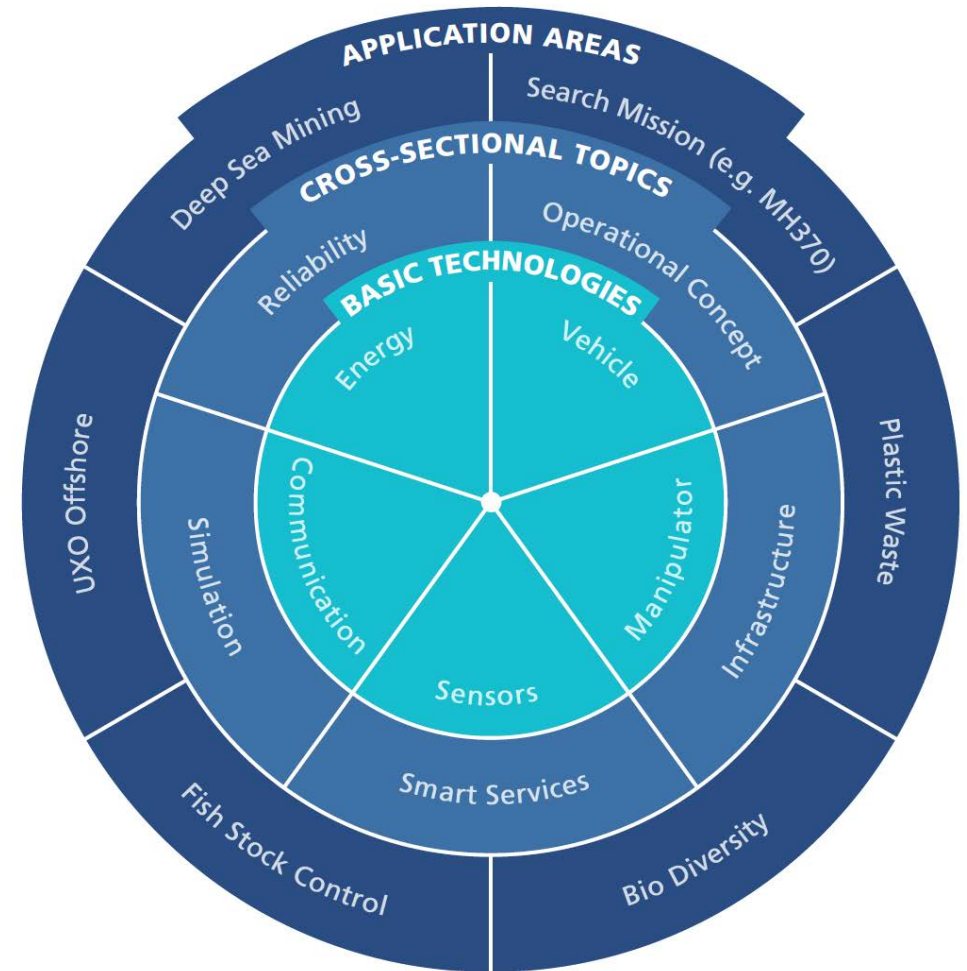 APPLICATION AREAS
Deep Sea Mining
Search Mission (e.g. MH370)
Plastic Waste
Bio Diversity
Fish Stock Control
UXO Offshore
CROSS-SECTIONAL TOPICS
Reliability
Operational Concept
Infrastructure
Smart Services
Simulation
BASIC TECHNOLOGIES
Energy
Vehicle
Manipulator
Sensors
Communication